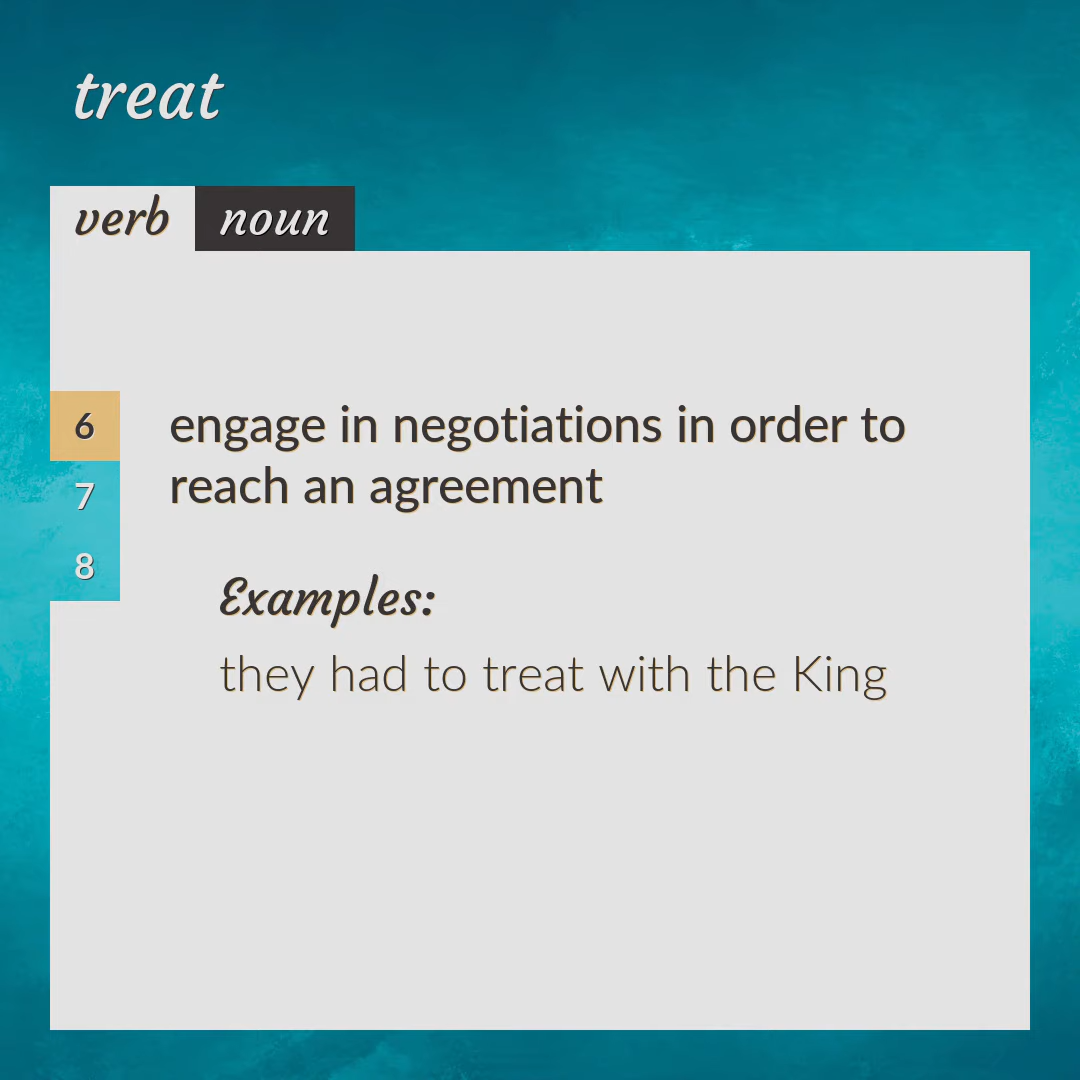 treat
verb noun
6
engage in negotiations in order to
reach an agreement
7
8
Examples:
they had to treat with the King